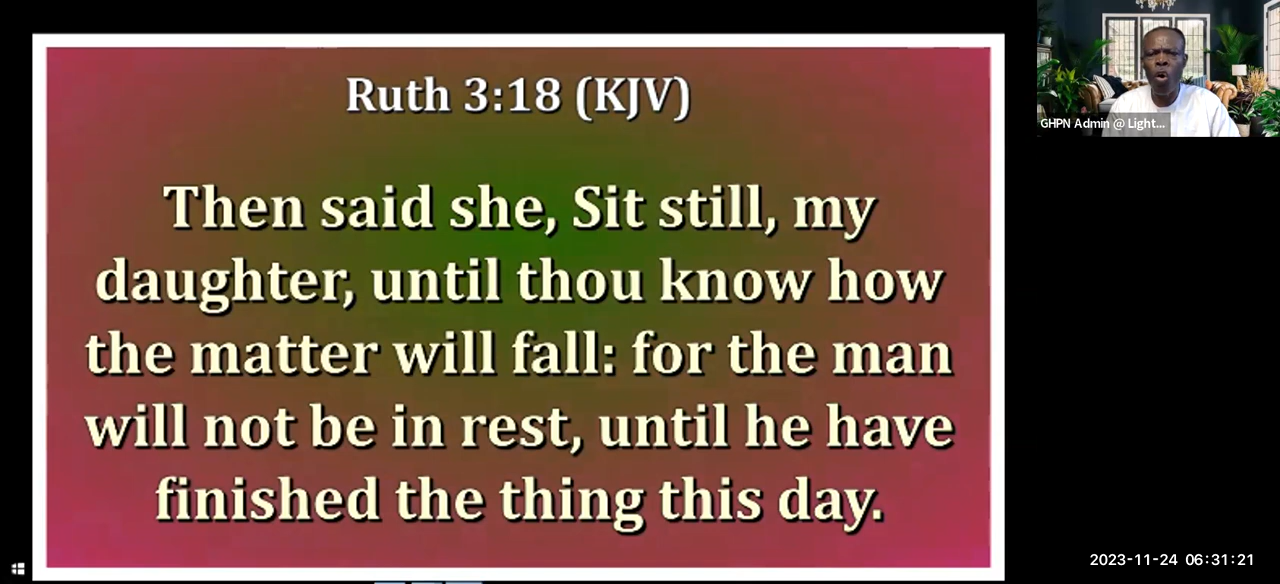 Ruth 3:18 (KJV)
Then said she, Sit still, my
daughter, until thou know how
the matter will fall: for the man
will not be in rest, until he have
finished the thing this day.
GHPN Admin @ Light...
2023-11-24 06:31:21